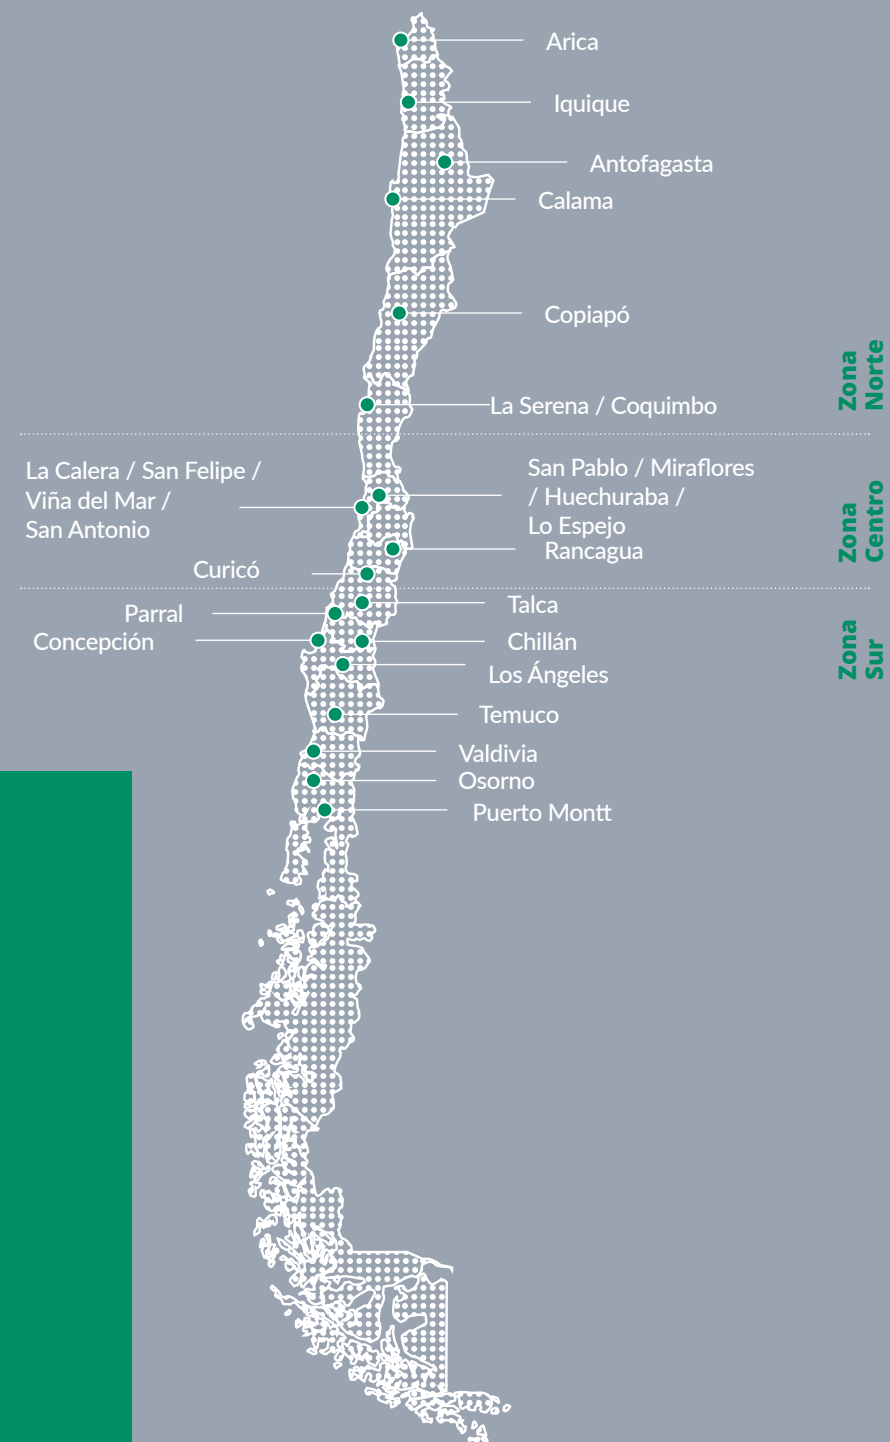 Arica
Iquique
Antofagasta
Calama
Copiapó
La Serena / Coquimbo
Zona
Norte
La Calera / San Felipe /
Viña del Mar /
San Antonio
San Pablo / Miraflores
/ Huechuraba /
Lo Espejo
Rancagua
Curicó
Zona
Centro
Talca
Parral
Concepción
Chillán
Los Ángeles
Zona
Sur
Temuco
Valdivia
Osorno
Puerto Montt